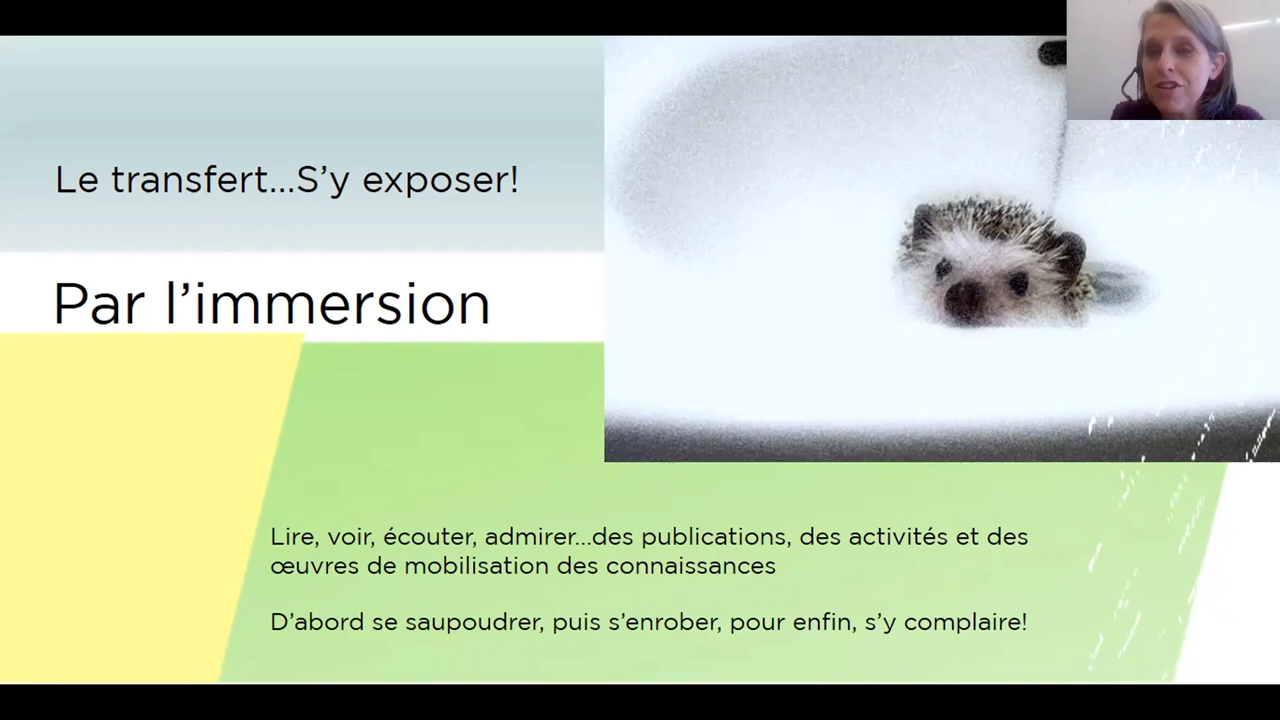 Le transfert...S’y exposer!
Par l’immersion
Lire, voir, écouter, admirer...des publications, des activités et des
œuvres de mobilisation des connaissances
D’abord se saupoudrer, puis s’enrober, pour enfin, s’y complaire!